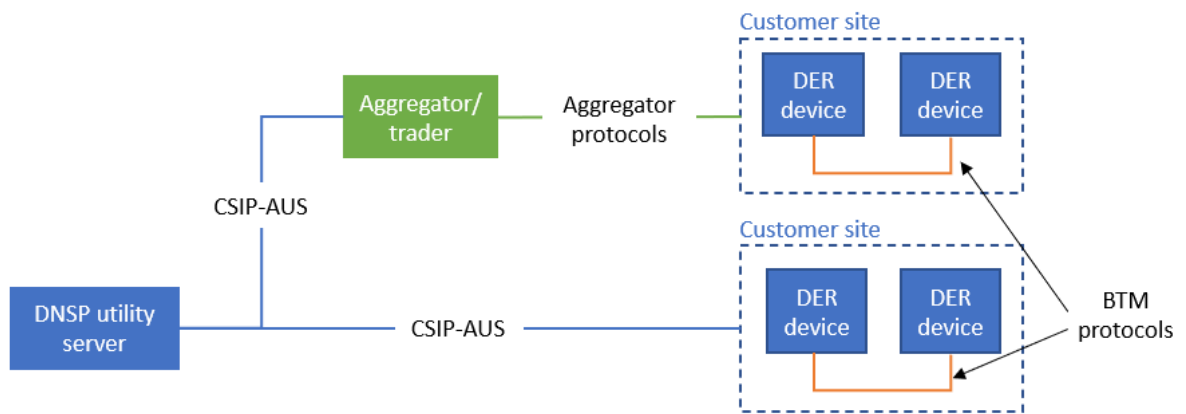 Customer site
DER
device
DER
device
Aggregator/
trader
Aggregator
protocols
CSIP-AUS
Customer site
DER
device
DER
device
DNSP utility
server
CSIP-AUS
BTM
protocols